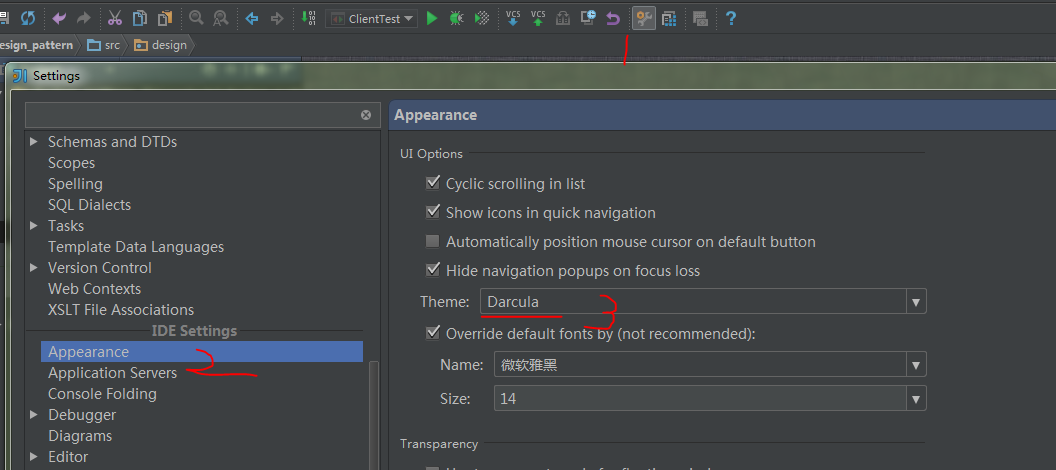 ClientTest
VCS VCS
esign_pattern src design
Settings
Schemas and DTDs
Scopes
Spelling
SQL Dialects
Tasks
Template Data Languages
Version Control
Web Contexts
XSLT File Associations
IDE Settings
Appearance
Application Servers
Console Folding
Debugger
Diagrams
Editor
Appearance
UI Options
Cyclic scrolling in list
Show icons in quick navigation
Automatically position mouse cursor on default button
Hide navigation popups on focus loss
Theme: Darcula
Override default fonts by (not recommended):
Name: 微软雅黑
Size: 14
Transparency
1
2
3